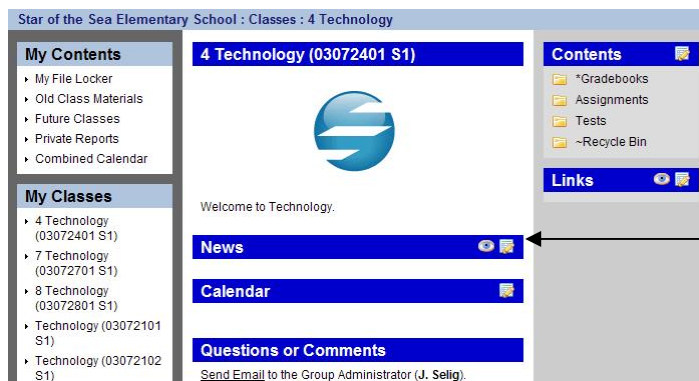 Star of the Sea Elementary School : Classes : 4 Technology
My Contents
My File Locker
Old Class Materials
Future Classes
Private Reports
Combined Calendar
My Classes
4 Technology
(03072401 S1)
7 Technology
(03072701 S1)
8 Technology
(03072801 S1)
Technology (03072101
S1)
Technology (03072102
S1)
4 Technology (03072401 S1)
Welcome to Technology.
News
Calendar
Questions or Comments
Send Email to the Group Administrator (J. Selig).
Contents
*Gradebooks
Assignments
Tests
~Recycle Bin
Links